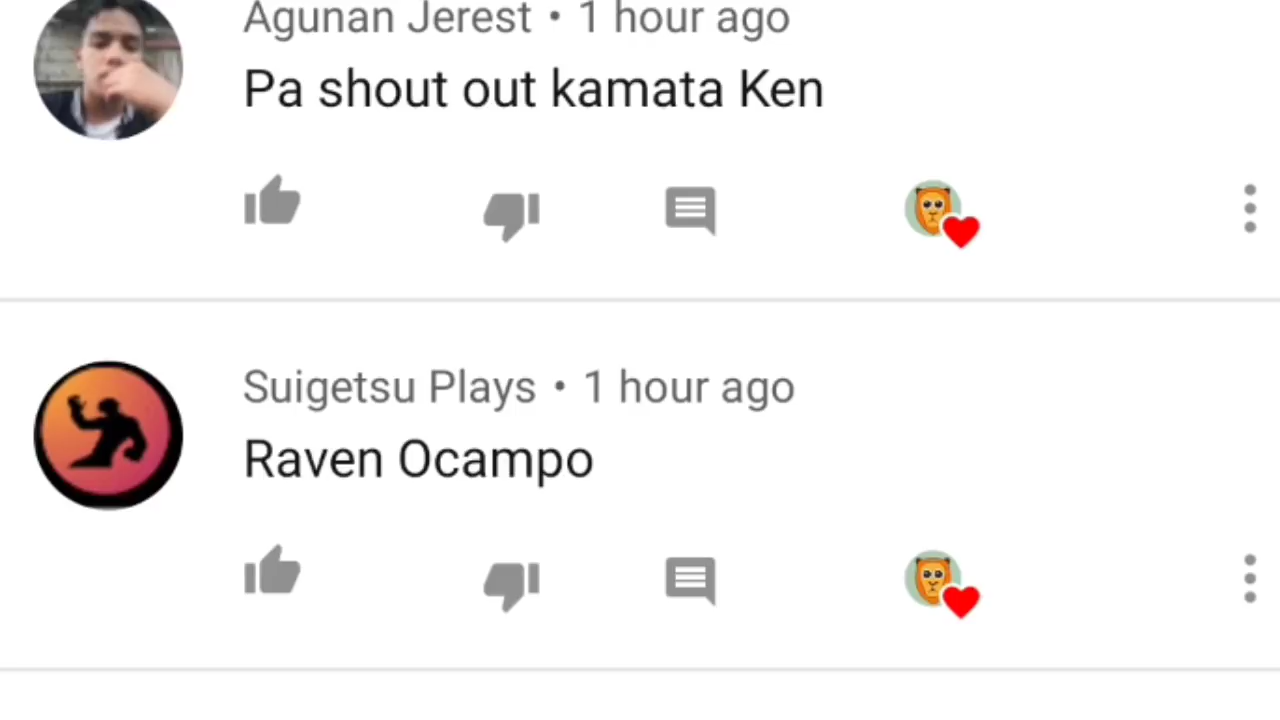 Agunan Jerest • 1 hour ago
Pa shout out kamata Ken
Suigetsu Plays • 1 hour ago
Raven Ocampo